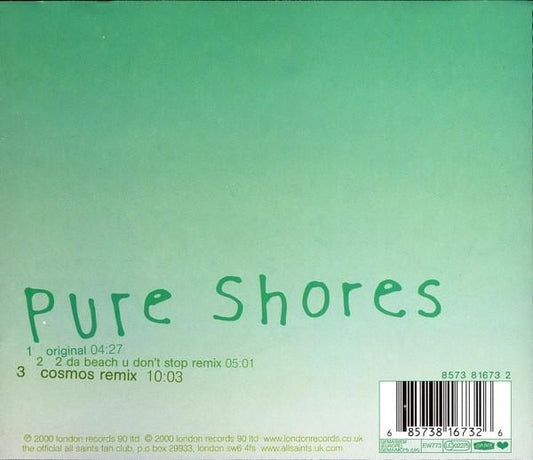 Pure Shores
1 original 04:27
2 2 da beach u don't stop remix 05:01
3 cosmos remix 10:03
8573 81673 2
6 85738 16732 6
℗ 2000 london records 90 ltd © 2000 london records 90 ltd www.londonrecords.co.uk
the official all saints fan club, p.o box 29933, london sw6 4fs www.allsaints.uk.com
EW773